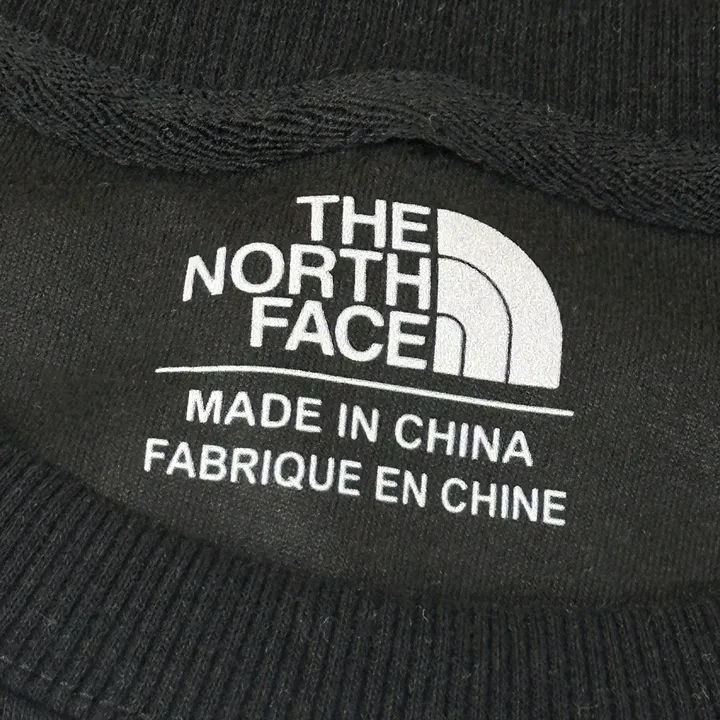 THE
NORTH
FACE
MADE IN CHINA
FABRIQUE EN CHINE